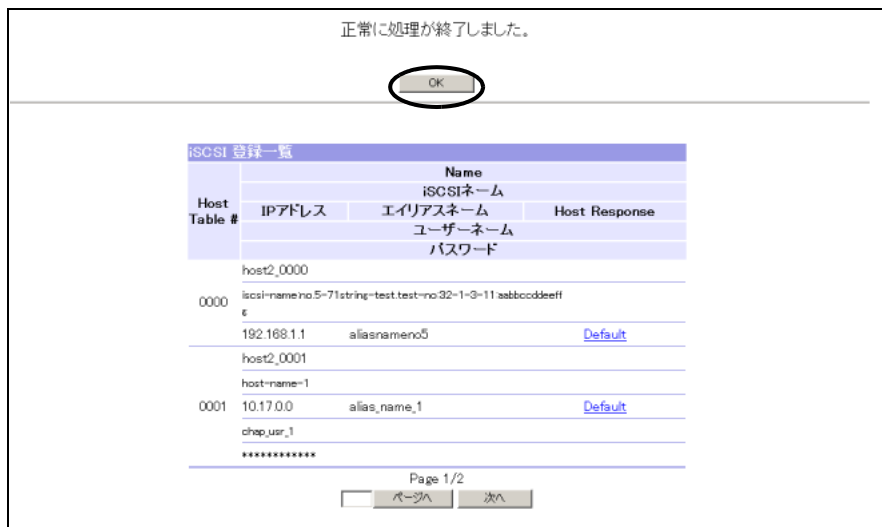 正常に処理が終了しました。
OK
iSCSI 登録一覧
Host Table #
Name
iSCSIネーム
IPアドレス エイリアスネーム Host Response
ユーザーネーム
パスワード
0000
host2_0000
iscsi-name:no.5-71string-test.test-no:32-1-3-11:aabbccddeeff
g
192.168.1.1 aliasnameno5 Default
0001
host2_0001
host-name-1
10.17.0.0 alias_name_1 Default
chap_usr_1
************
Page 1/2
ページへ 次へ